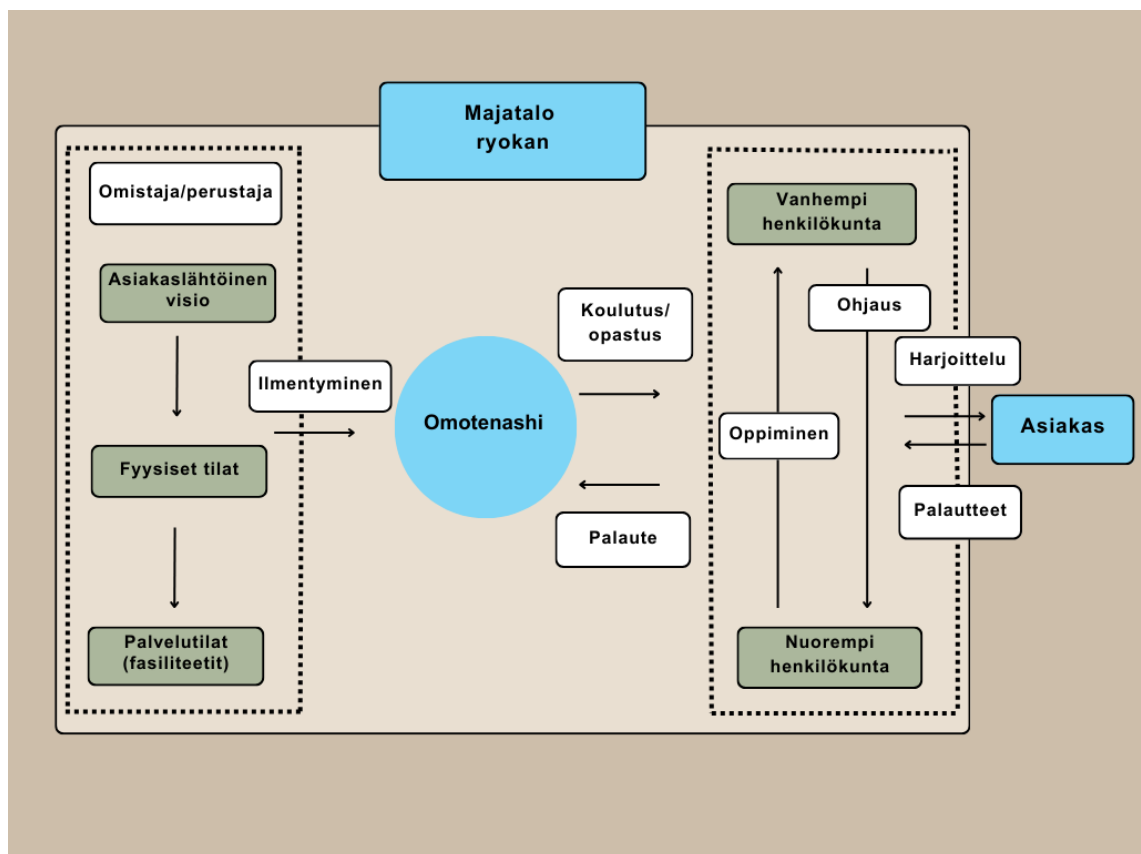 Majatalo
ryokan
Omistaja/perustaja
Asiakaslähtöinen
visio
Fyysiset tilat
Palvelutilat
(fasiliteetit)
Ilmentyminen
Omotenashi
Koulutus/
opastus
Palaute
Vanhempi
henkilökunta
Ohjaus
Oppiminen
Nuorempi
henkilökunta
Harjoittelu
Asiakas
Palautteet